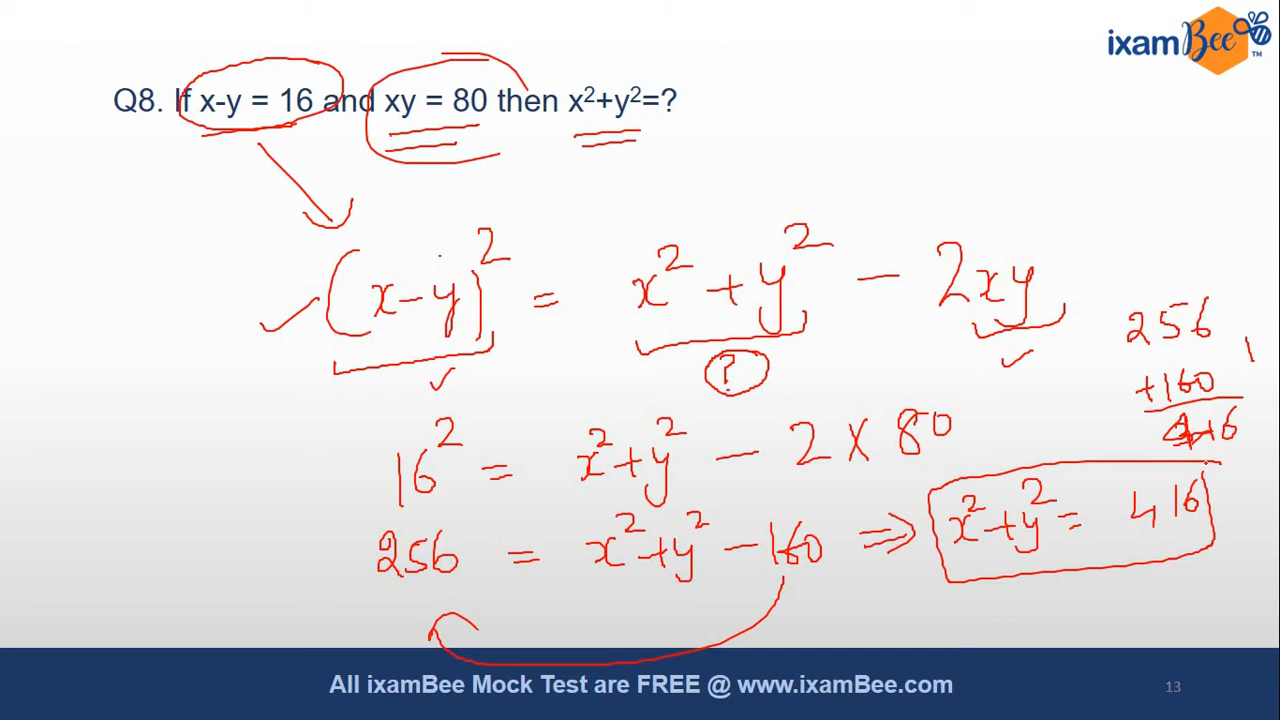 ixamBee™
Q8. If x-y = 16 and xy = 80 then x²+y²=?
(x-y)² = x² + y² - 2xy
?
256
+160
416
16² = x²+y² - 2 × 80
256 = x²+y² - 160 ⇒ x²+y² = 416
All ixamBee Mock Test are FREE @ www.ixamBee.com
13